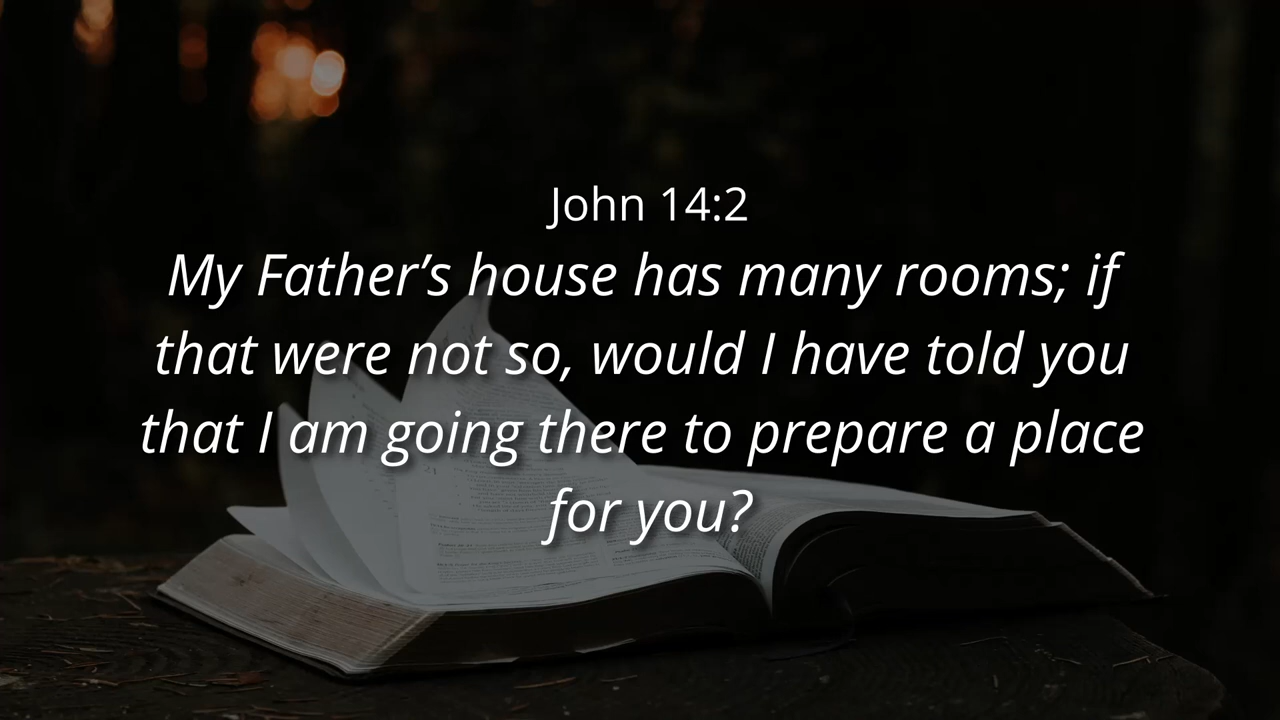 John 14:2
My Father’s house has many rooms; if
that were not so, would I have told you
that I am going there to prepare a place
for you?